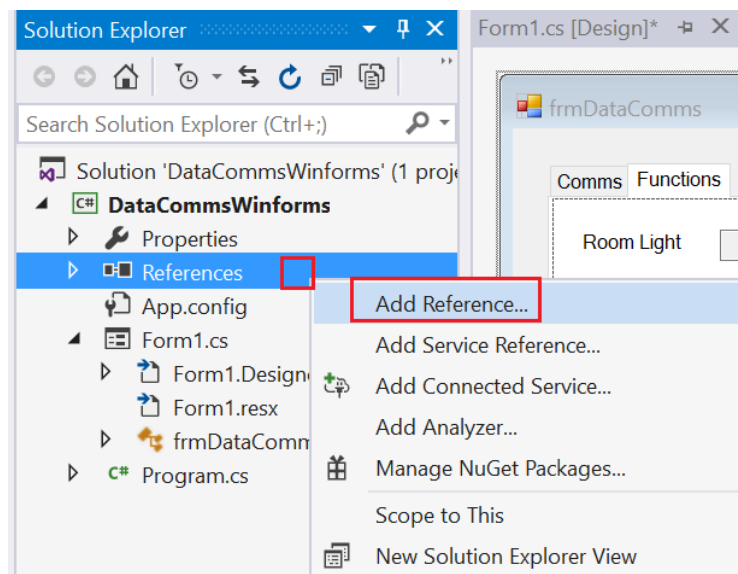 Solution Explorer
Form1.cs [Design]*
Search Solution Explorer (Ctrl+;)
frmDataComms
Solution 'DataCommsWinforms' (1 proje
C# DataCommsWinforms
Comms Functions
Properties
Room Light
References
App.config
Form1.cs
Form1.Design
Form1.resx
frmDataComm
C# Program.cs
Add Reference...
Add Service Reference...
Add Connected Service...
Add Analyzer...
Manage NuGet Packages...
Scope to This
New Solution Explorer View